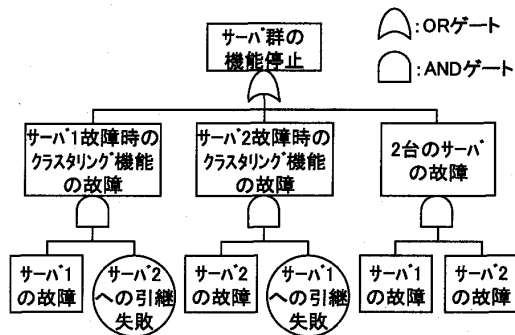 サーバ群の
機能停止
:ORゲート
:ANDゲート
サーバ1故障時の
クラスタリング機能
の故障
サーバ2故障時の
クラスタリング機能
の故障
2台のサーバ
の故障
サーバ1
の故障
サーバ2
への引継
失敗
サーバ2
の故障
サーバ1
への引継
失敗
サーバ1
の故障
サーバ2
の故障